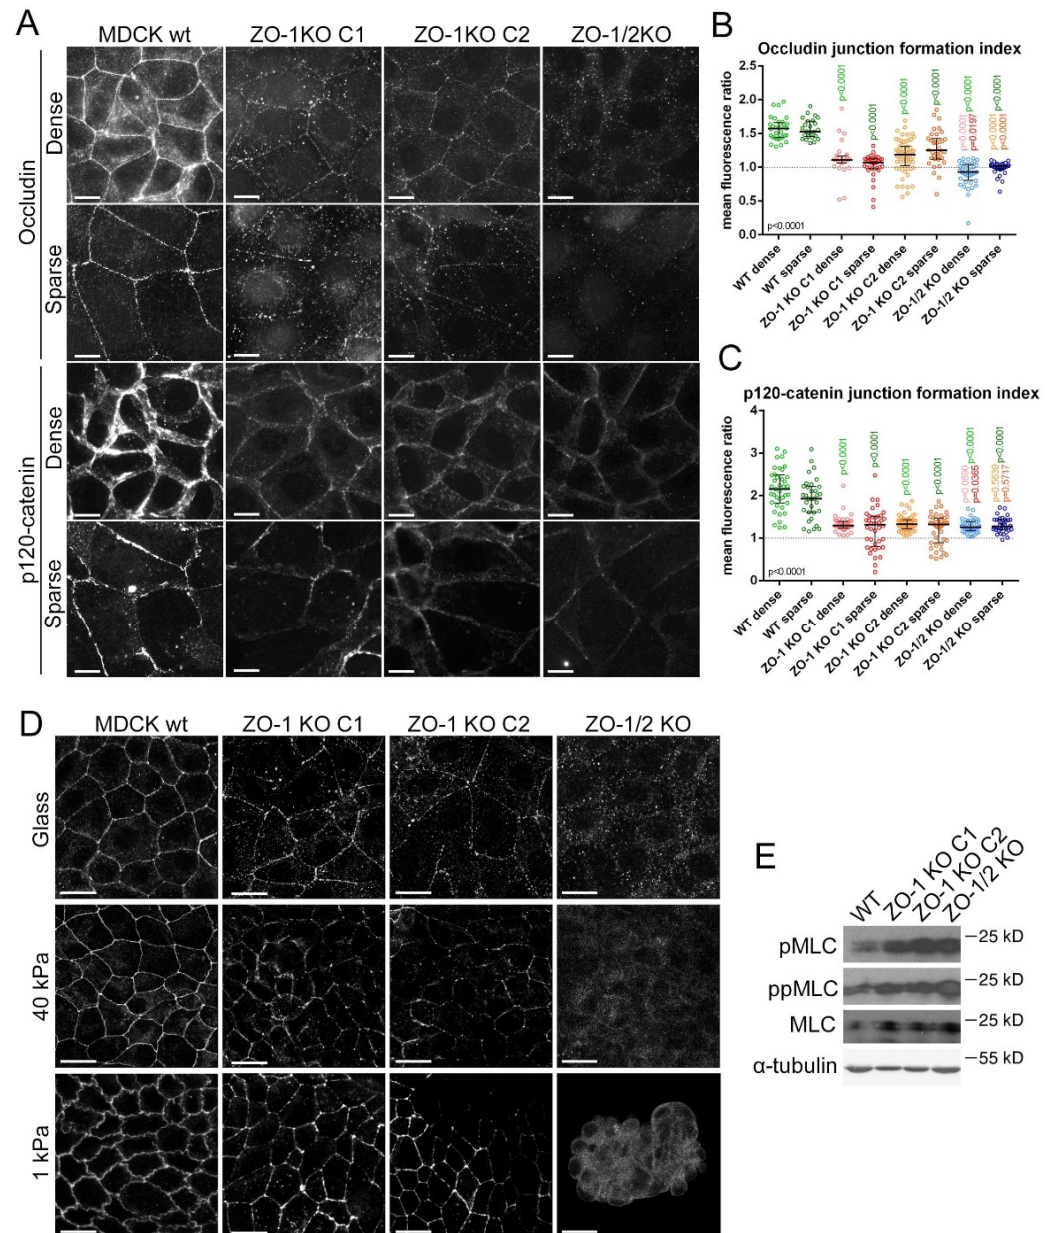 A
MDCK wt
ZO-1KO C1
ZO-1KO C2
ZO-1/2KO
Occludin
Dense
Sparse
p120-catenin
Dense
Sparse
B
Occludin junction formation index
mean fluorescence ratio
2.5
2.0
1.5
1.0
0.5
0.0
p<0.0001
p<0.0001
p<0.0001
p<0.0001
p<0.0001
p<0.0001
p<0.0197
p<0.0001
p<0.0001
p<0.0001
p<0.0001
p<0.0001
WT dense
WT sparse
ZO-1 KO C1 dense
ZO-1 KO C1 sparse
ZO-1 KO C2 dense
ZO-1 KO C2 sparse
ZO-1/2 KO dense
ZO-1/2 KO sparse
C
p120-catenin junction formation index
mean fluorescence ratio
4
3
2
1
0
p<0.0001
p<0.0001
p<0.0001
p<0.0001
p=0.0890
p=0.0365
p<0.0001
p=0.5639
p=0.5717
p<0.0001
p<0.0001
WT dense
WT sparse
ZO-1 KO C1 dense
ZO-1 KO C1 sparse
ZO-1 KO C2 dense
ZO-1 KO C2 sparse
ZO-1/2 KO dense
ZO-1/2 KO sparse
D
MDCK wt
ZO-1 KO C1
ZO-1 KO C2
ZO-1/2 KO
Glass
40 kPa
1 kPa
E
WT
ZO-1 KO C1
ZO-1 KO C2
ZO-1/2 KO
pMLC
25 kD
ppMLC
25 kD
MLC
25 kD
α-tubulin
55 kD